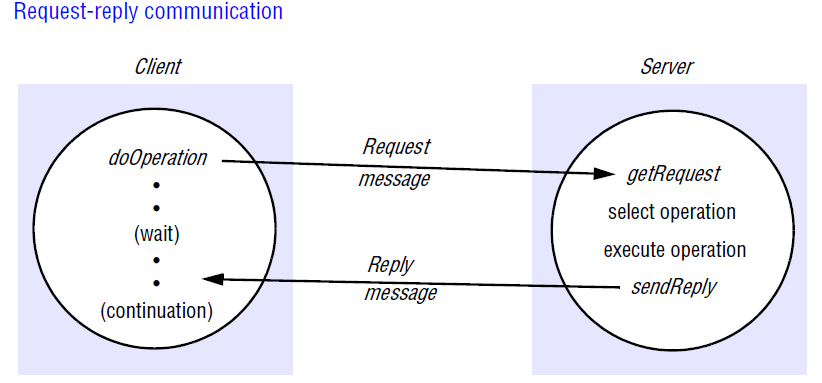 Request-reply communication
Client
Server
doOperation
Request
message
getRequest
•
•
select operation
(wait)
execute operation
•
Reply
message
•
sendReply
(continuation)